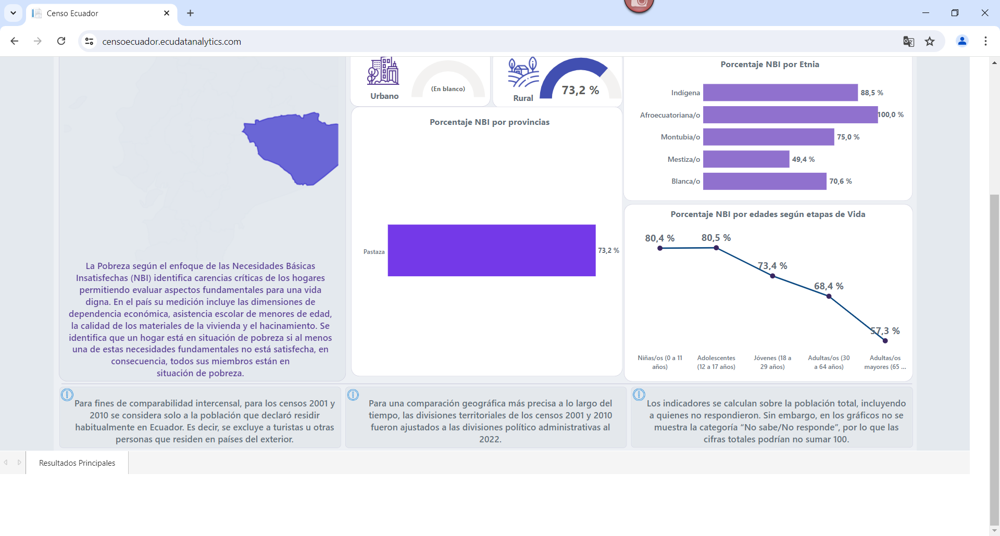 Censo Ecuador
censoecuador.ecudatanalytics.com
Urbano
(En blanco)
Rural
73,2 %
Porcentaje NBI por provincias
Pastaza
73,2 %
Porcentaje NBI por Etnia
Indígena
88,5 %
Afroecuatoriana/o
100,0 %
Montubia/o
75,0 %
Mestiza/o
49,4 %
Blanca/o
70,6 %
Porcentaje NBI por edades según etapas de Vida
80,4 %
80,5 %
73,4 %
68,4 %
57,3 %
Niñas/os (0 a 11
años)
Adolescentes
(12 a 17 años)
Jóvenes (18 a
29 años)
Adultas/os (30
a 64 años)
Adultas/os
mayores (65 ...
La Pobreza según el enfoque de las Necesidades Básicas
Insatisfechas (NBI) identifica carencias críticas de los hogares
permitiendo evaluar aspectos fundamentales para una vida
digna. En el país su medición incluye las dimensiones de
dependencia económica, asistencia escolar de menores de edad,
la calidad de los materiales de la vivienda y el hacinamiento. Se
identifica que un hogar está en situación de pobreza si al menos
una de estas necesidades fundamentales no está satisfecha, en
consecuencia, todos sus miembros están en
situación de pobreza.
Para fines de comparabilidad intercensal, para los censos 2001 y
2010 se considera solo a la población que declaró residir
habitualmente en Ecuador. Es decir, se excluye a turistas u otras
personas que residen en países del exterior.
Para una comparación geográfica más precisa a lo largo del
tiempo, las divisiones territoriales de los censos 2001 y 2010
fueron ajustados a las divisiones político administrativas al
2022.
Los indicadores se calculan sobre la población total, incluyendo
a quienes no respondieron. Sin embargo, en los gráficos no se
muestra la categoría “No sabe/No responde”, por lo que las
cifras totales podrían no sumar 100.
Resultados Principales